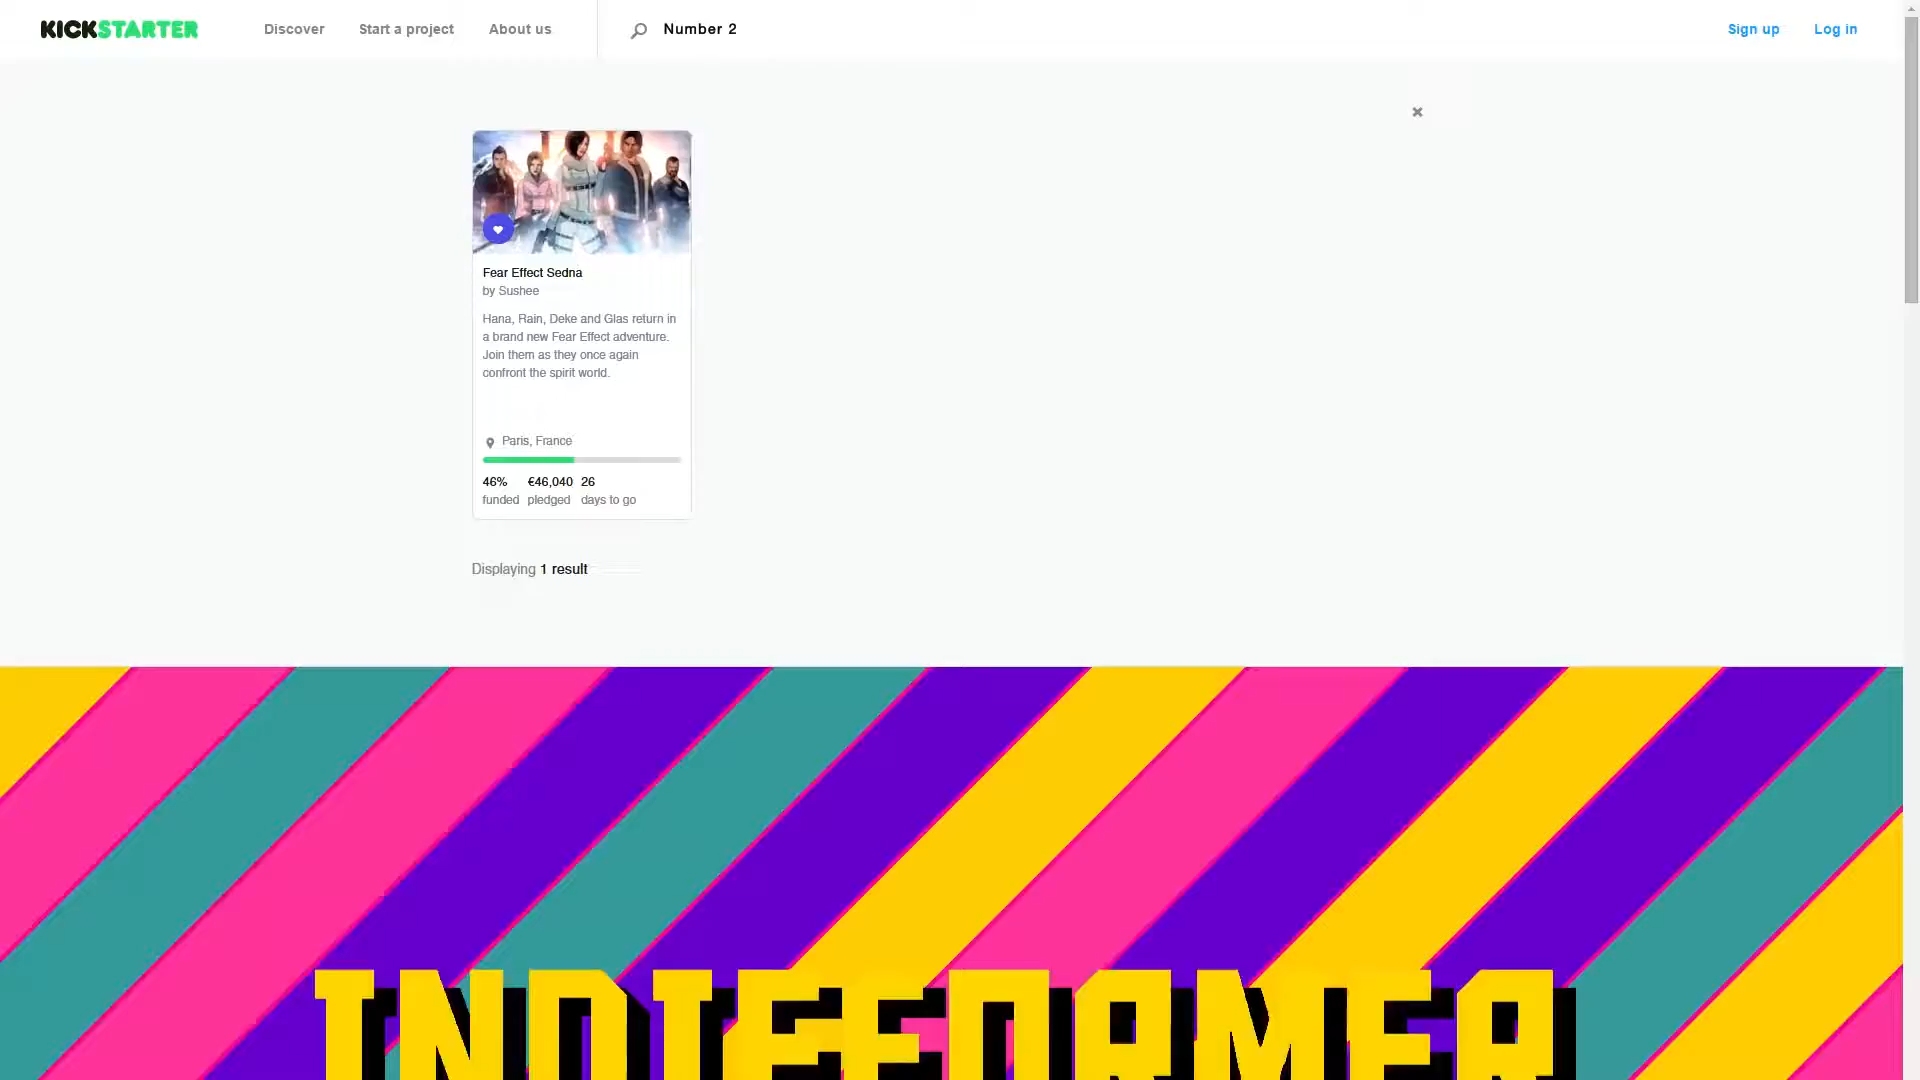 KICKSTARTER
Discover
Start a project
About us
Number 2
Sign up
Log in
Fear Effect Sedna
by Sushee
Hana, Rain, Deke and Glas return in
a brand new Fear Effect adventure.
Join them as they once again
confront the spirit world.
Paris, France
46%
funded
€46,040
pledged
26
days to go
Displaying 1 result
INDIEFORMER